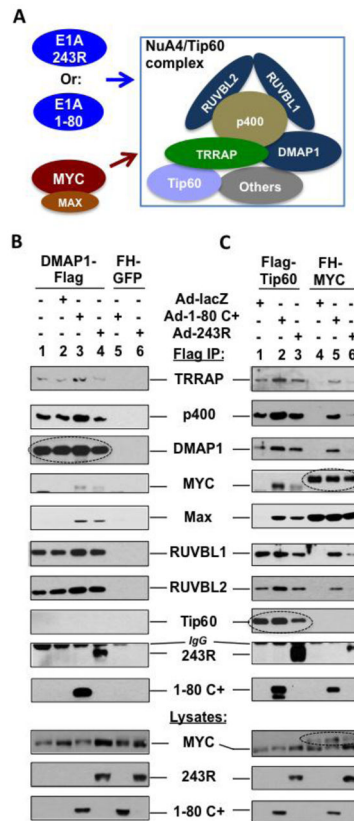 A
E1A
243R
Or:
E1A
1-80
MYC
MAX
NuA4/Tip60
complex
RUVBL2
RUVBL1
p400
TRRAP
DMAP1
Tip60
Others
B
C
DMAP1-
Flag
FH-
GFP
Flag-
Tip60
FH-
MYC
- + - - - -
Ad-lacZ
+ - - + - -
- - + - + -
Ad-1-80 C+
- + - - + -
- - - + - +
Ad-243R
- - + - - +
1 2 3 4 5 6
Flag IP:
1 2 3 4 5 6
TRRAP
p400
DMAP1
MYC
Max
RUVBL1
RUVBL2
Tip60
IgG
243R
1-80 C+
Lysates:
MYC
243R
1-80 C+